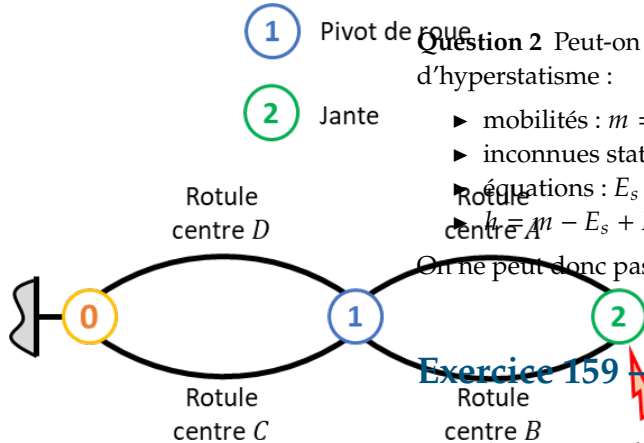 1 Pivot de roue
2 Jante
Question 2 Peut-on
d'hyperstatisme :
► mobilités : m =
► inconnues stat
► équations : E_s
► h = m − E_s +
On ne peut donc pas
Rotule
centre D
Rotule
centre A
0
1
2
Exercice 159 –
Rotule
centre C
Rotule
centre B